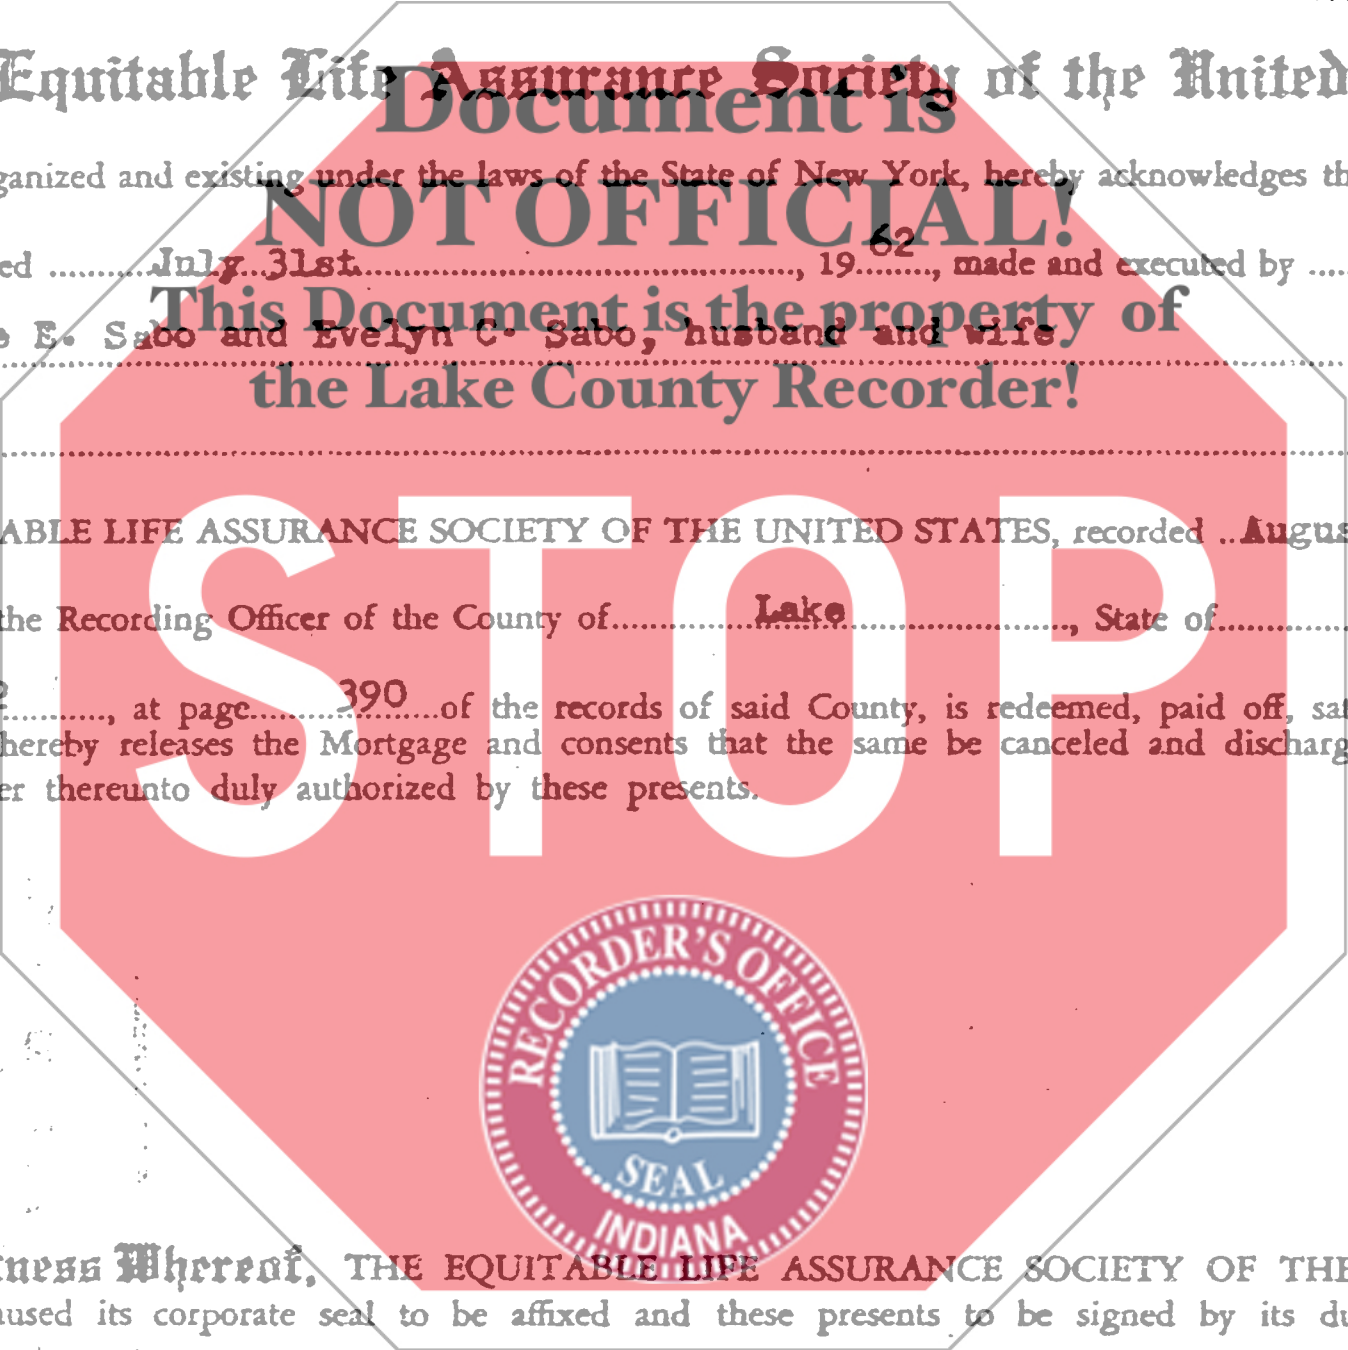 Equitable Life Assurance Society of the United
Document is
ganized and existing under the laws of the State of New York, hereby acknowledges th
NOT OFFICIAL!
ed ........ July 31st ........, 19 62, made and executed by ....
This Document is the property of
E. Sabo and Evelyn C. Sabo, husband and wife
the Lake County Recorder!
ABLE LIFE ASSURANCE SOCIETY OF THE UNITED STATES, recorded ... Augus
STOP
the Recording Officer of the County of ........ Lake ........, State of ........
........, at page ........ 390 ........ of the records of said County, is redeemed, paid off, sat
hereby releases the Mortgage and consents that the same be canceled and discharg
er thereunto duly authorized by these presents.
RECORDER'S OFFICE
SEAL
INDIANA
ness Whereof, THE EQUITABLE LIFE ASSURANCE SOCIETY OF THE
aused its corporate seal to be affixed and these presents to be signed by its du